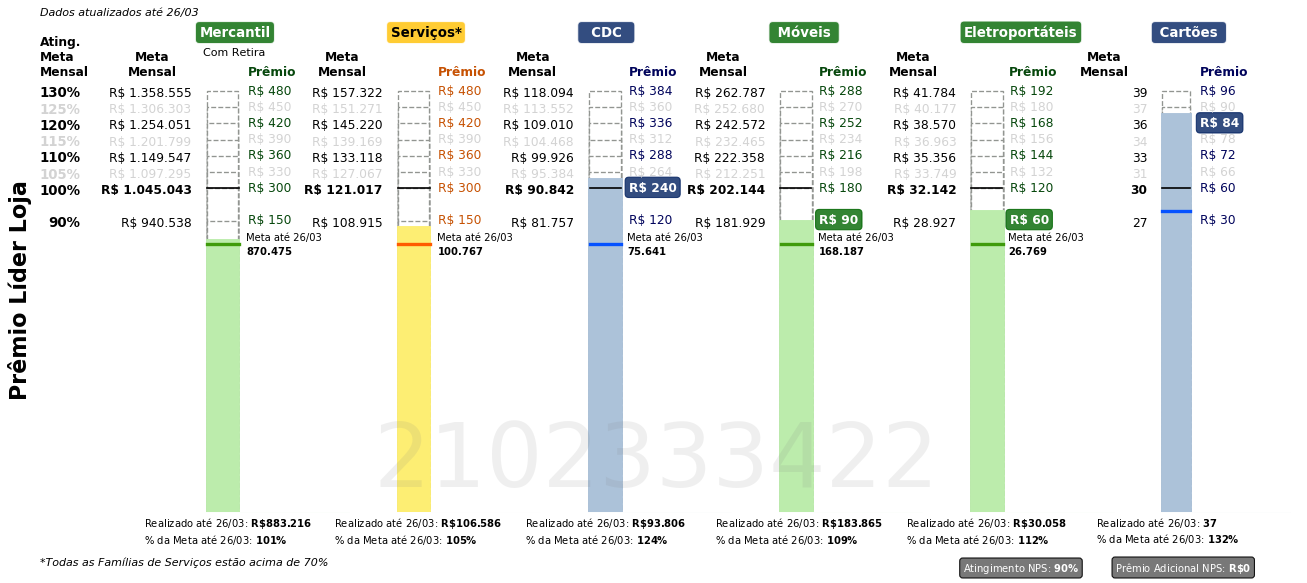 Dados atualizados até 26/03
Mercantil Serviços* CDC Móveis Eletroportáteis Cartões
Com Retira
Ating. Meta Mensal
Meta Mensal Prêmio Meta Mensal Prêmio Meta Mensal Prêmio Meta Mensal Prêmio Meta Mensal Prêmio Meta Mensal Prêmio
130% R$ 1.358.555 R$ 480 R$ 157.322 R$ 480 R$ 118.094 R$ 384 R$ 262.787 R$ 288 R$ 41.784 R$ 192 39 R$ 96
125% R$ 1.306.303 R$ 450 R$ 151.271 R$ 450 R$ 113.552 R$ 360 R$ 252.680 R$ 270 R$ 40.177 R$ 180 37 R$ 90
120% R$ 1.254.051 R$ 420 R$ 145.220 R$ 420 R$ 109.010 R$ 336 R$ 242.572 R$ 252 R$ 38.570 R$ 168 36 R$ 84
115% R$ 1.201.799 R$ 390 R$ 139.169 R$ 390 R$ 104.468 R$ 312 R$ 232.465 R$ 234 R$ 36.963 R$ 156 34 R$ 78
110% R$ 1.149.547 R$ 360 R$ 133.118 R$ 360 R$ 99.926 R$ 288 R$ 222.358 R$ 216 R$ 35.356 R$ 144 33 R$ 72
105% R$ 1.097.295 R$ 330 R$ 127.067 R$ 330 R$ 95.384 R$ 264 R$ 212.251 R$ 198 R$ 33.749 R$ 132 31 R$ 66
100% R$ 1.045.043 R$ 300 R$ 121.017 R$ 300 R$ 90.842 R$ 240 R$ 202.144 R$ 180 R$ 32.142 R$ 120 30 R$ 60
90% R$ 940.538 R$ 150 R$ 108.915 R$ 150 R$ 81.757 R$ 120 R$ 181.929 R$ 90 R$ 28.927 R$ 60 27 R$ 30
Meta até 26/03 Meta até 26/03 Meta até 26/03 Meta até 26/03 Meta até 26/03
870.475 100.767 75.641 168.187 26.769
Prêmio Líder Loja
2102333422
Realizado até 26/03: R$883.216 Realizado até 26/03: R$106.586 Realizado até 26/03: R$93.806 Realizado até 26/03: R$183.865 Realizado até 26/03: R$30.058 Realizado até 26/03: 37
% da Meta até 26/03: 101% % da Meta até 26/03: 105% % da Meta até 26/03: 124% % da Meta até 26/03: 109% % da Meta até 26/03: 112% % da Meta até 26/03: 132%
*Todas as Famílias de Serviços estão acima de 70%
Atingimento NPS: 90% Prêmio Adicional NPS: R$0